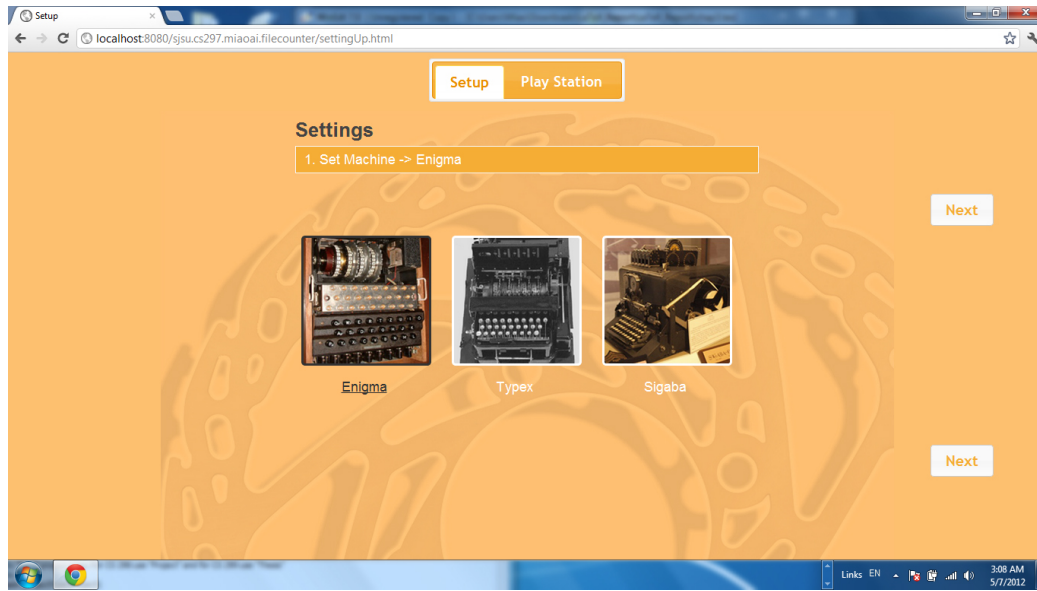 Setup
localhost:8080/sjsu.cs297.miaoai.filecounter/settingUp.html
Setup Play Station
Settings
1. Set Machine -> Enigma
Next
Enigma Typex Sigaba
Next
Links EN 3:08 AM
5/7/2012